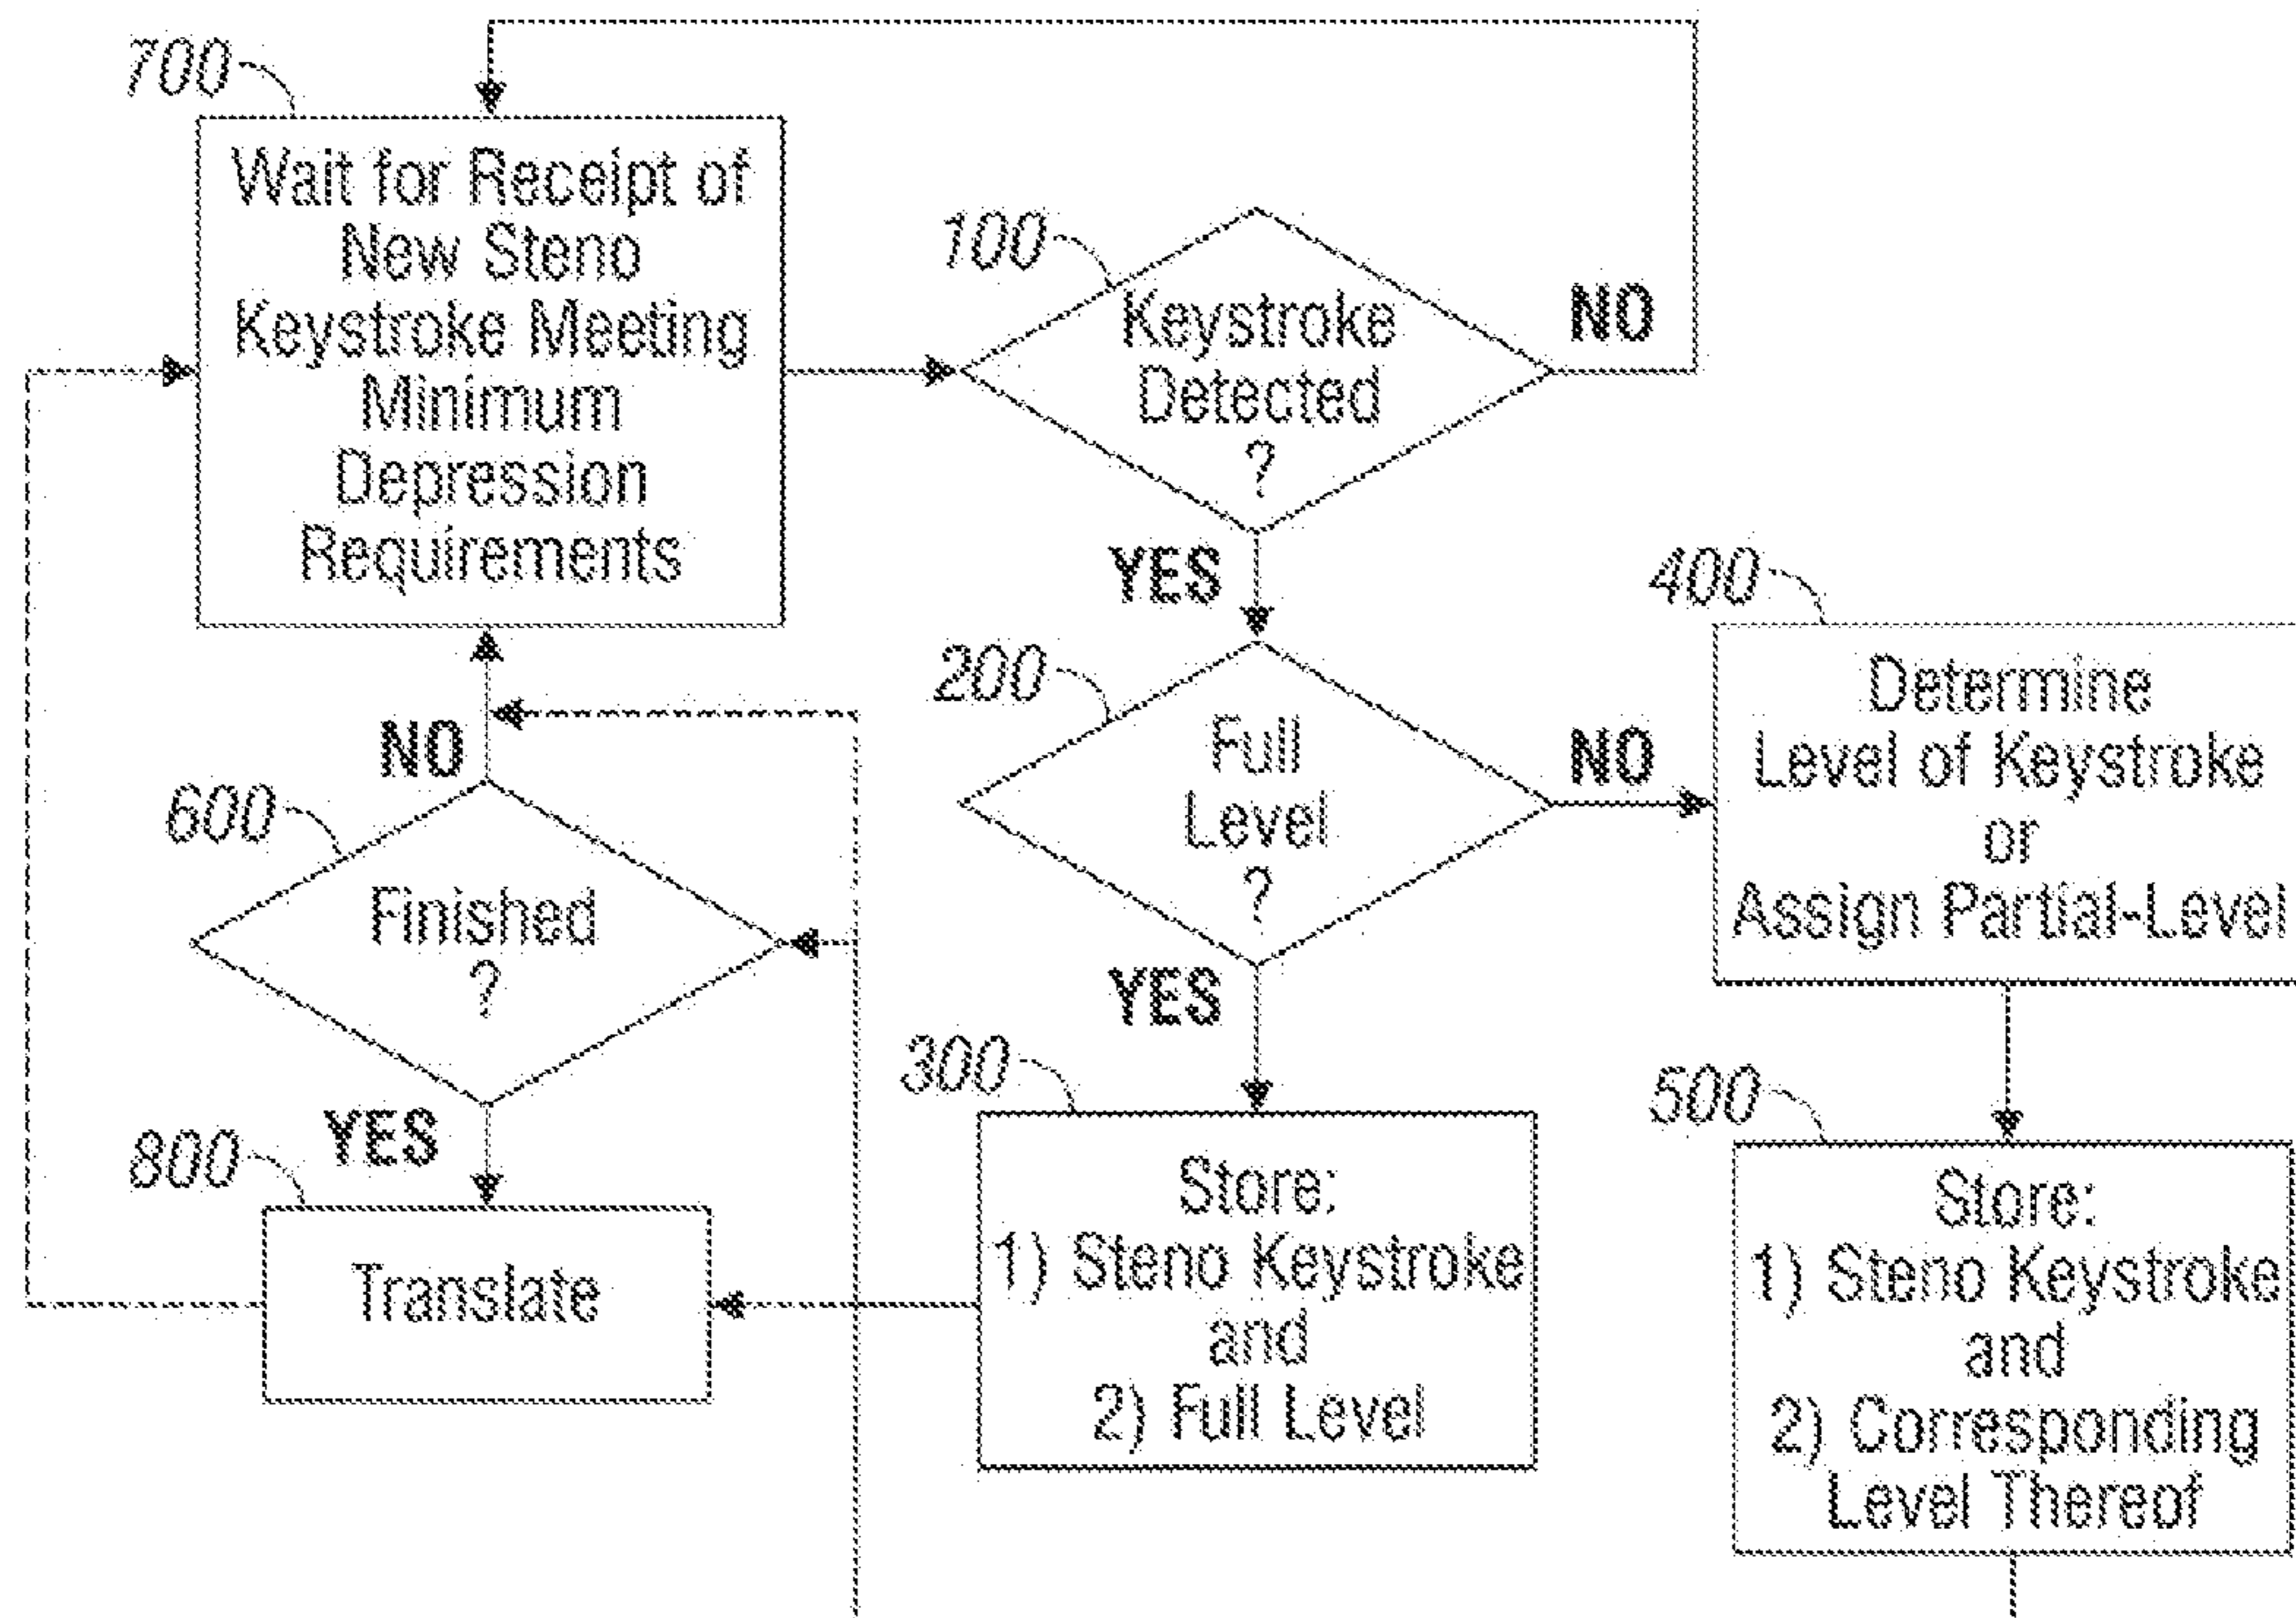 700
Wait for Receipt of
New Steno
Keystroke Meeting
Minimum
Depression
Requirements
100
Keystroke
Detected
?
NO
YES
200
Full
Level
?
NO
YES
400
Determine
Level of Keystroke
or
Assign Partial-Level
NO
600
Finished
?
YES
800
Translate
300
Store:
1) Steno Keystroke
and
2) Full Level
500
Store:
1) Steno Keystroke
and
2) Corresponding
Level Thereof